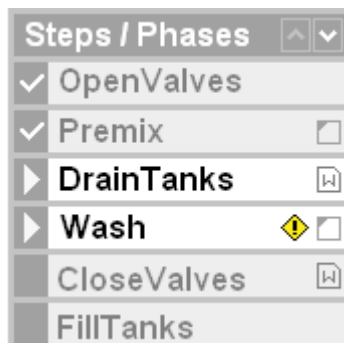 Steps / Phases
OpenValves
Premix
DrainTanks
W
Wash
CloseValves
W
FillTanks